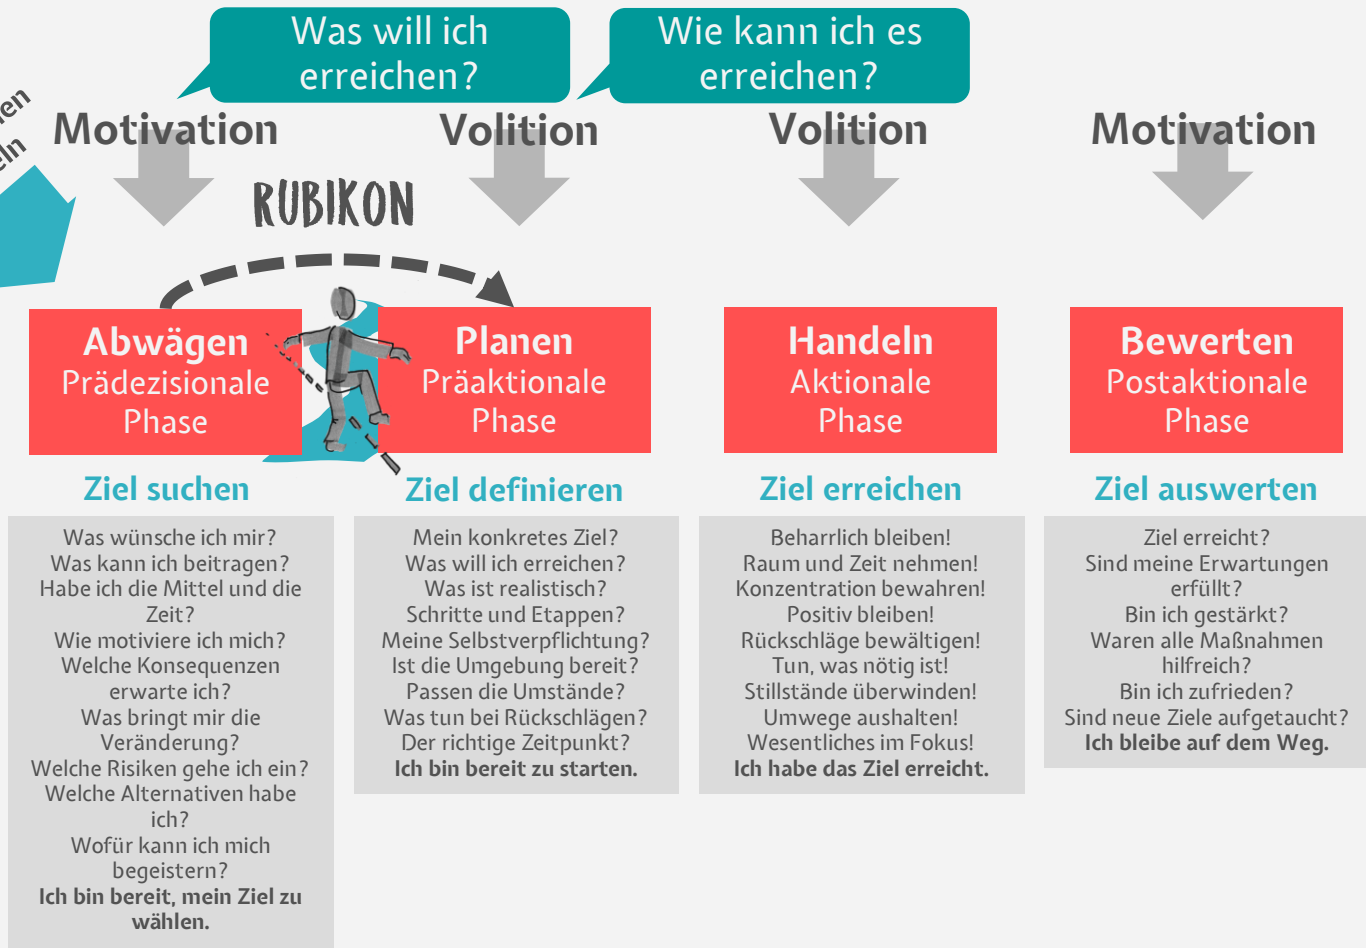 Was will ich
erreichen?
Wie kann ich es
erreichen?
Motivation
Volition
Volition
Motivation
RUBIKON
Abwägen
Prädezisionale
Phase
Planen
Präaktionale
Phase
Handeln
Aktionale
Phase
Bewerten
Postaktionale
Phase
Ziel suchen
Was wünsche ich mir?
Was kann ich beitragen?
Habe ich die Mittel und die
Zeit?
Wie motiviere ich mich?
Welche Konsequenzen
erwarte ich?
Was bringt mir die
Veränderung?
Welche Risiken gehe ich ein?
Welche Alternativen habe
ich?
Wofür kann ich mich
begeistern?
Ich bin bereit, mein Ziel zu
wählen.
Ziel definieren
Mein konkretes Ziel?
Was will ich erreichen?
Was ist realistisch?
Schritte und Etappen?
Meine Selbstverpflichtung?
Ist die Umgebung bereit?
Passen die Umstände?
Was tun bei Rückschlägen?
Der richtige Zeitpunkt?
Ich bin bereit zu starten.
Ziel erreichen
Beharrlich bleiben!
Raum und Zeit nehmen!
Konzentration bewahren!
Positiv bleiben!
Rückschläge bewältigen!
Tun, was nötig ist!
Stillstände überwinden!
Umwege aushalten!
Wesentliches im Fokus!
Ich habe das Ziel erreicht.
Ziel auswerten
Ziel erreicht?
Sind meine Erwartungen
erfüllt?
Bin ich gestärkt?
Waren alle Maßnahmen
hilfreich?
Bin ich zufrieden?
Sind neue Ziele aufgetaucht?
Ich bleibe auf dem Weg.